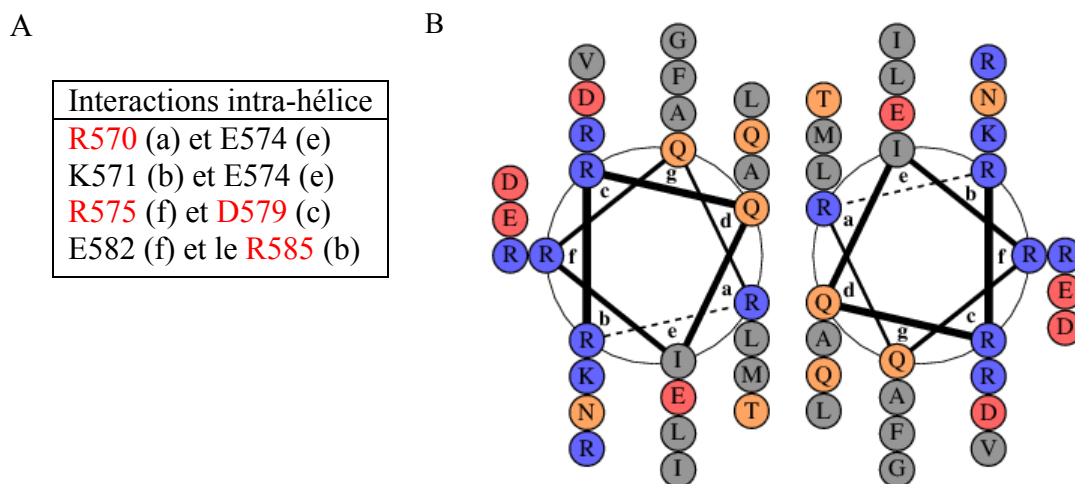 A
B
Interactions intra-hélice
R570 (a) et E574 (e)
K571 (b) et E574 (e)
R575 (f) et D579 (c)
E582 (f) et le R585 (b)
G
F
A
Q
g
V
D
R
R
c
L
Q
A
Q
d
D
E
R
R
f
a
R
L
M
T
b
R
K
N
R
e
I
E
L
I
I
L
E
I
e
R
N
K
R
b
T
M
L
R
a
f
R
R
E
D
d
Q
A
Q
L
c
R
R
D
V
g
Q
A
F
G